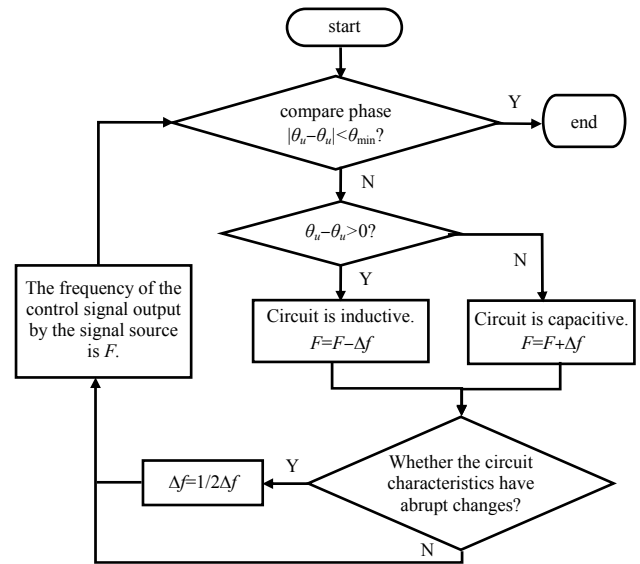 start
compare phase
|θu−θu|<θmin?
Y
end
N
θu−θu>0?
N
Y
The frequency of the
control signal output
by the signal source
is F.
Circuit is inductive.
F=F−Δf
Circuit is capacitive.
F=F+Δf
Whether the circuit
characteristics have
abrupt changes?
Y
Δf=1/2Δf
N